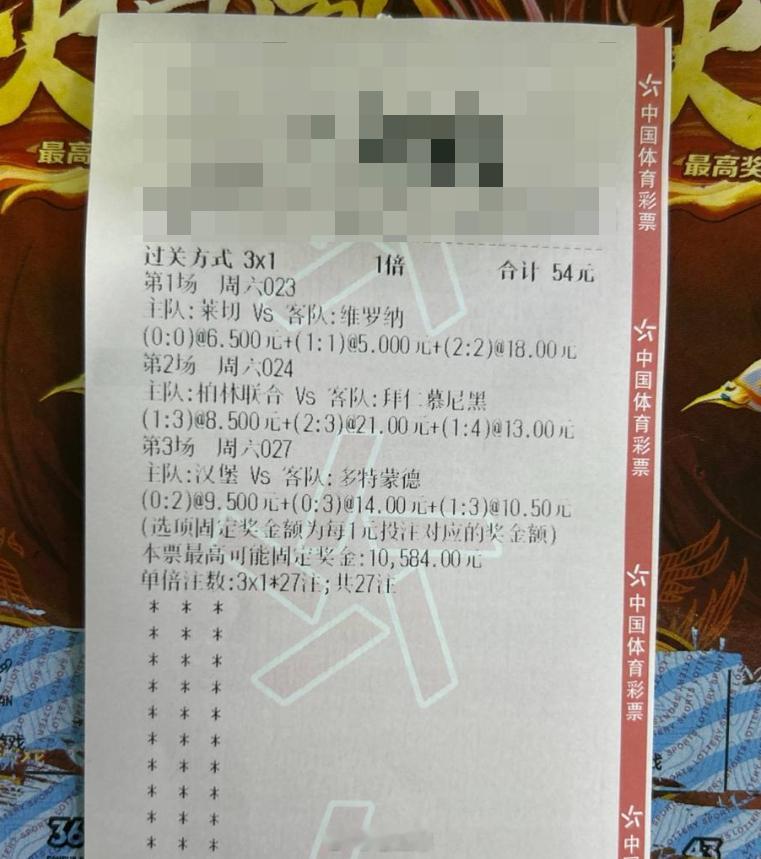 过关方式 3x1 1倍 合计 54元
第1场 周六023
主队:莱切 Vs 客队:维罗纳
(0:0)@6.500元+(1:1)@5.000元+(2:2)@18.00元
第2场 周六024
主队:柏林联合 Vs 客队:拜仁慕尼黑
(1:3)@8.500元+(2:3)@21.00元+(1:4)@13.00元
第3场 周六027
主队:汉堡 Vs 客队:多特蒙德
(0:2)@9.500元+(0:3)@14.00元+(1:3)@10.50元
(选项固定奖金额为每1元投注对应的奖金额)
本票最高可能固定奖金:10,584.00元
单倍注数:3x1*27注;共27注
* * *
* * *
* * *
* * *
* * *
* * *
* * *
* * *
* * *
* * *
中国体育彩票
中国体育彩票
中国体育彩票
中
最高
最高奖
36
43